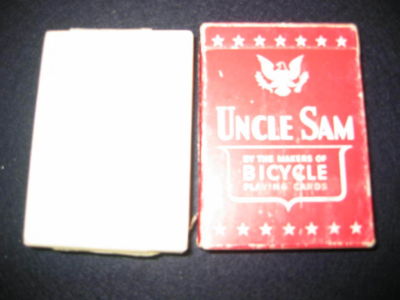 UNCLE SAM
BY THE MAKERS OF
BICYCLE
PLAYING CARDS